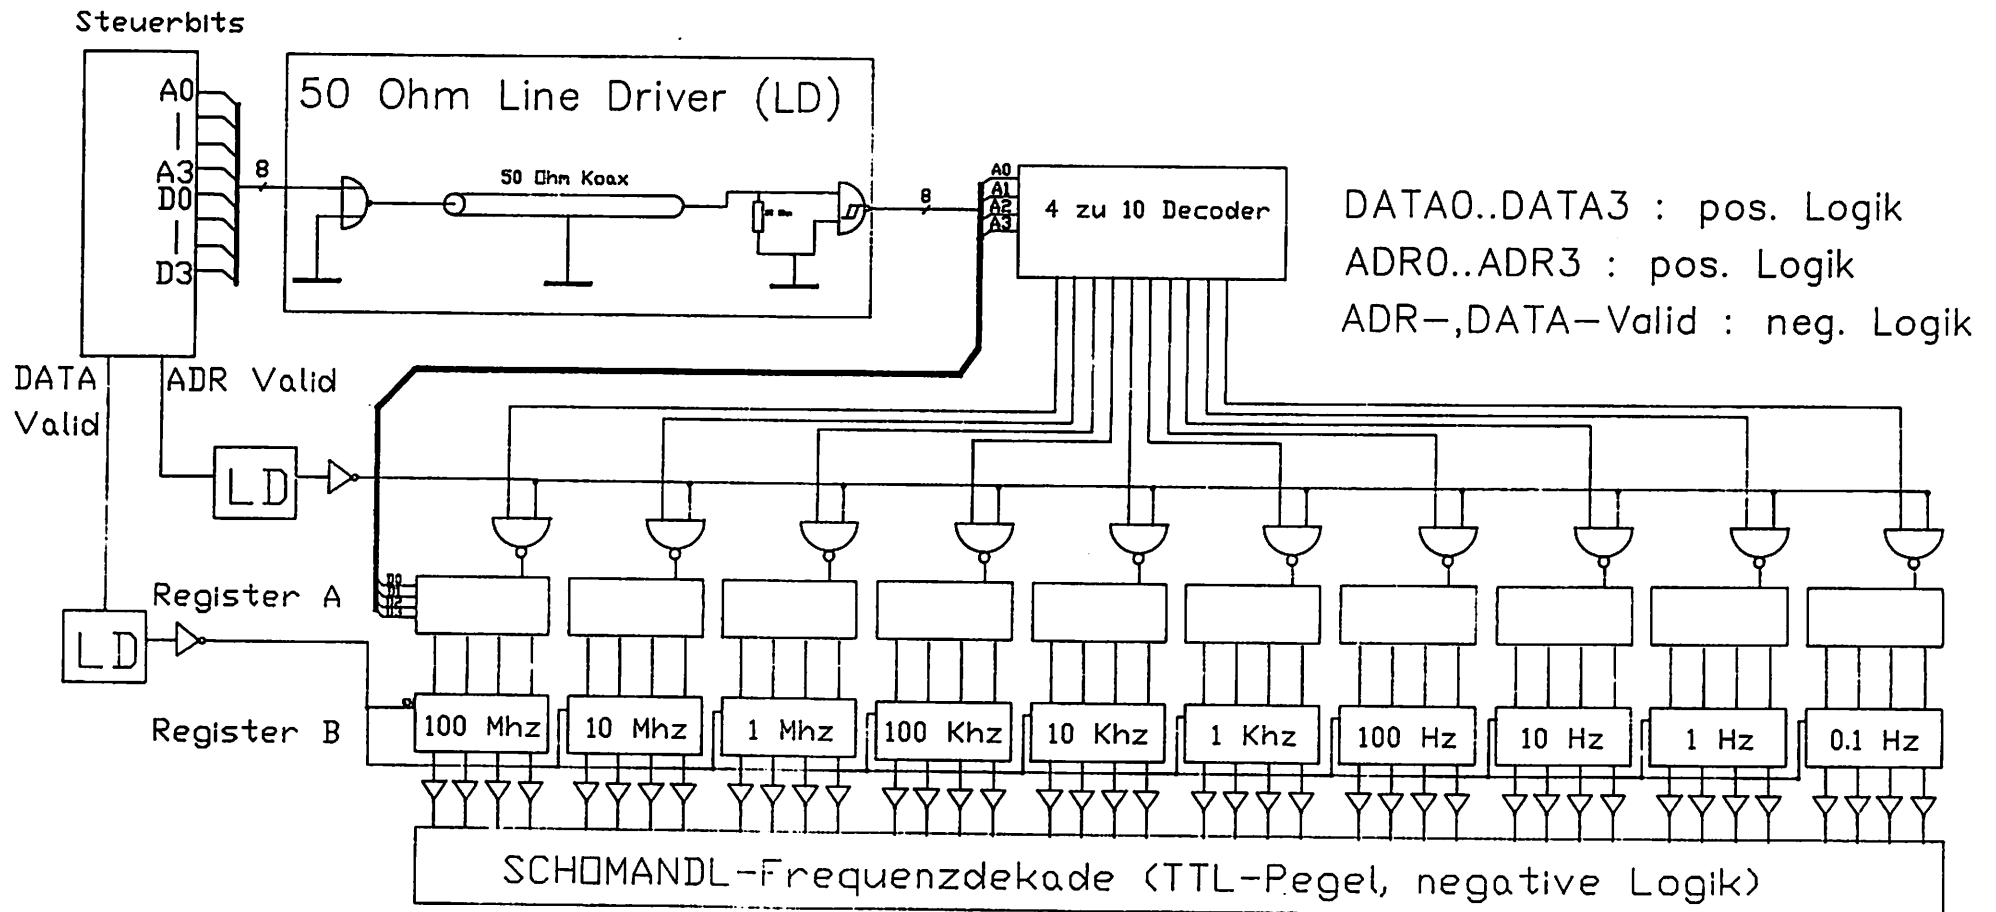 Steuerbits
A0
A3
D0
D3
8
50 Ohm Line Driver (LD)
50 Ohm Koax
8
A0
A1
A2
A3
4 zu 10 Decoder
DATA0..DATA3 : pos. Logik
ADR0..ADR3 : pos. Logik
ADR-,DATA-Valid : neg. Logik
DATA
Valid
ADR Valid
LD
Register A
LD
Register B
100 Mhz
10 Mhz
1 Mhz
100 Khz
10 Khz
1 Khz
100 Hz
10 Hz
1 Hz
0.1 Hz
SCHOMANDL-Frequenzdekade (TTL-Pegel, negative Logik)